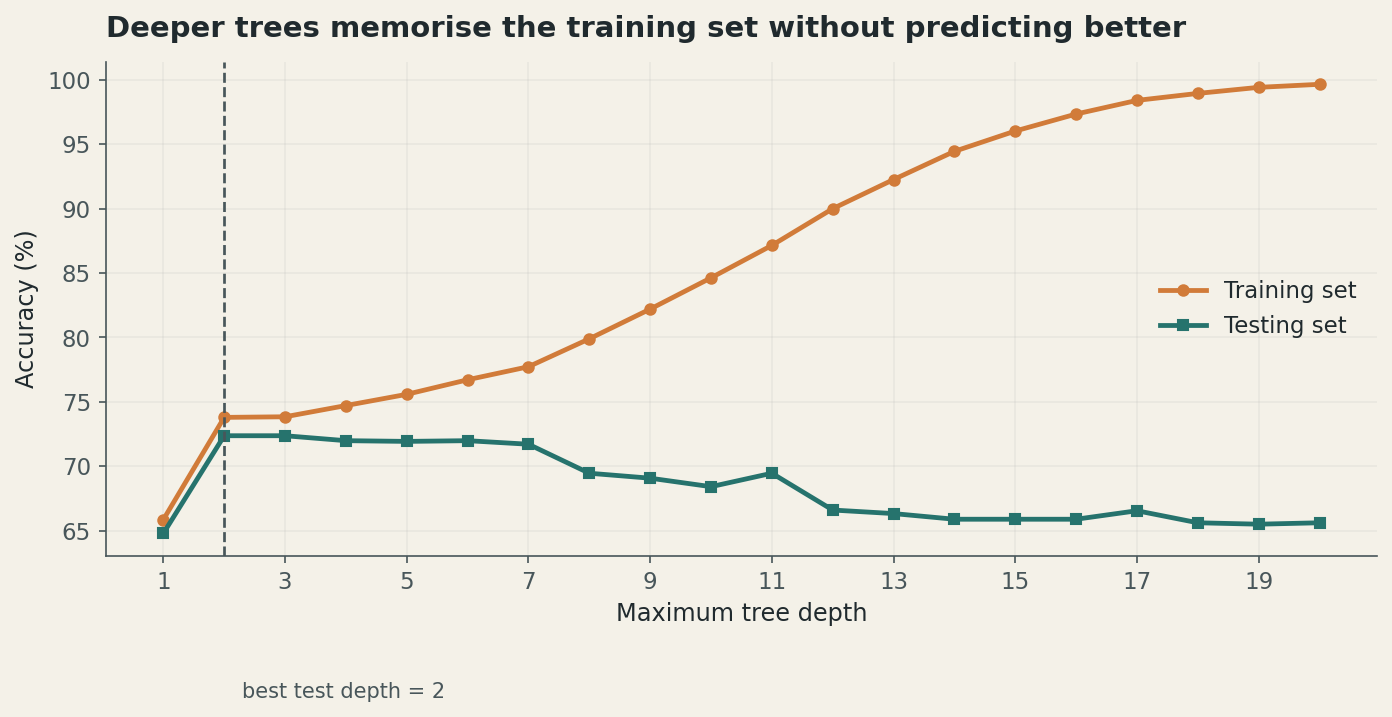 Deeper trees memorise the training set without predicting better
100
95
90
85
80
75
70
65
Accuracy (%)
Training set
Testing set
1 3 5 7 9 11 13 15 17 19
Maximum tree depth
best test depth = 2